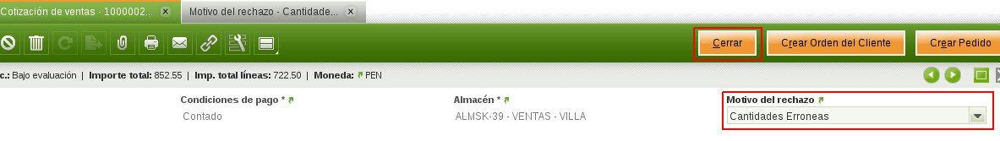 Cotización de ventas - 1000002...
Motivo del rechazo - Cantidade...
Cerrar
Crear Orden del Cliente
Crear Pedido
c.: Bajo evaluación | Importe total: 852.55 | Imp. total líneas: 722.50 | Moneda: PEN
Condiciones de pago *
Almacén *
Motivo del rechazo
Contado
ALMSK-39 - VENTAS - VILLA
Cantidades Erroneas